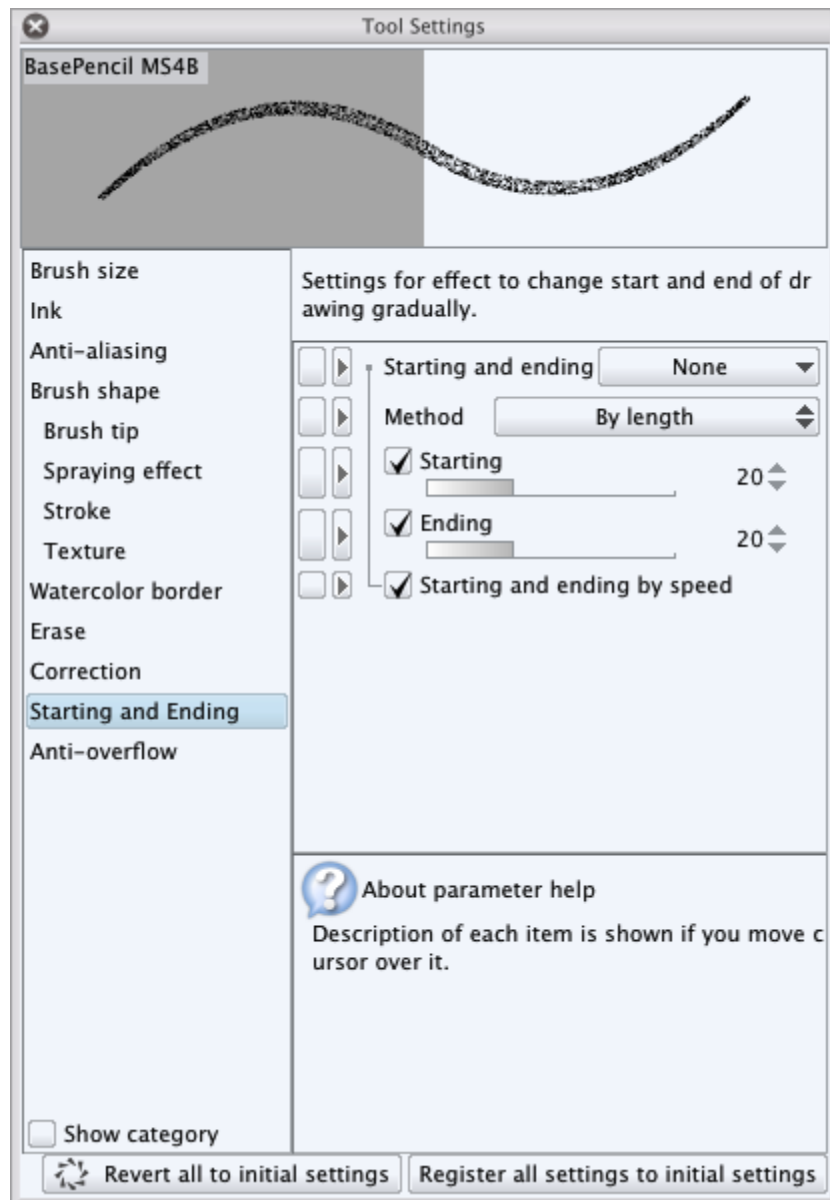 Tool Settings
BasePencil MS4B
Brush size
Ink
Anti-aliasing
Brush shape
Brush tip
Spraying effect
Stroke
Texture
Watercolor border
Erase
Correction
Starting and Ending
Anti-overflow
Show category
Settings for effect to change start and end of dr
awing gradually.
Starting and ending None
Method By length
Starting 20
Ending 20
Starting and ending by speed
About parameter help
Description of each item is shown if you move c
ursor over it.
Revert all to initial settings Register all settings to initial settings